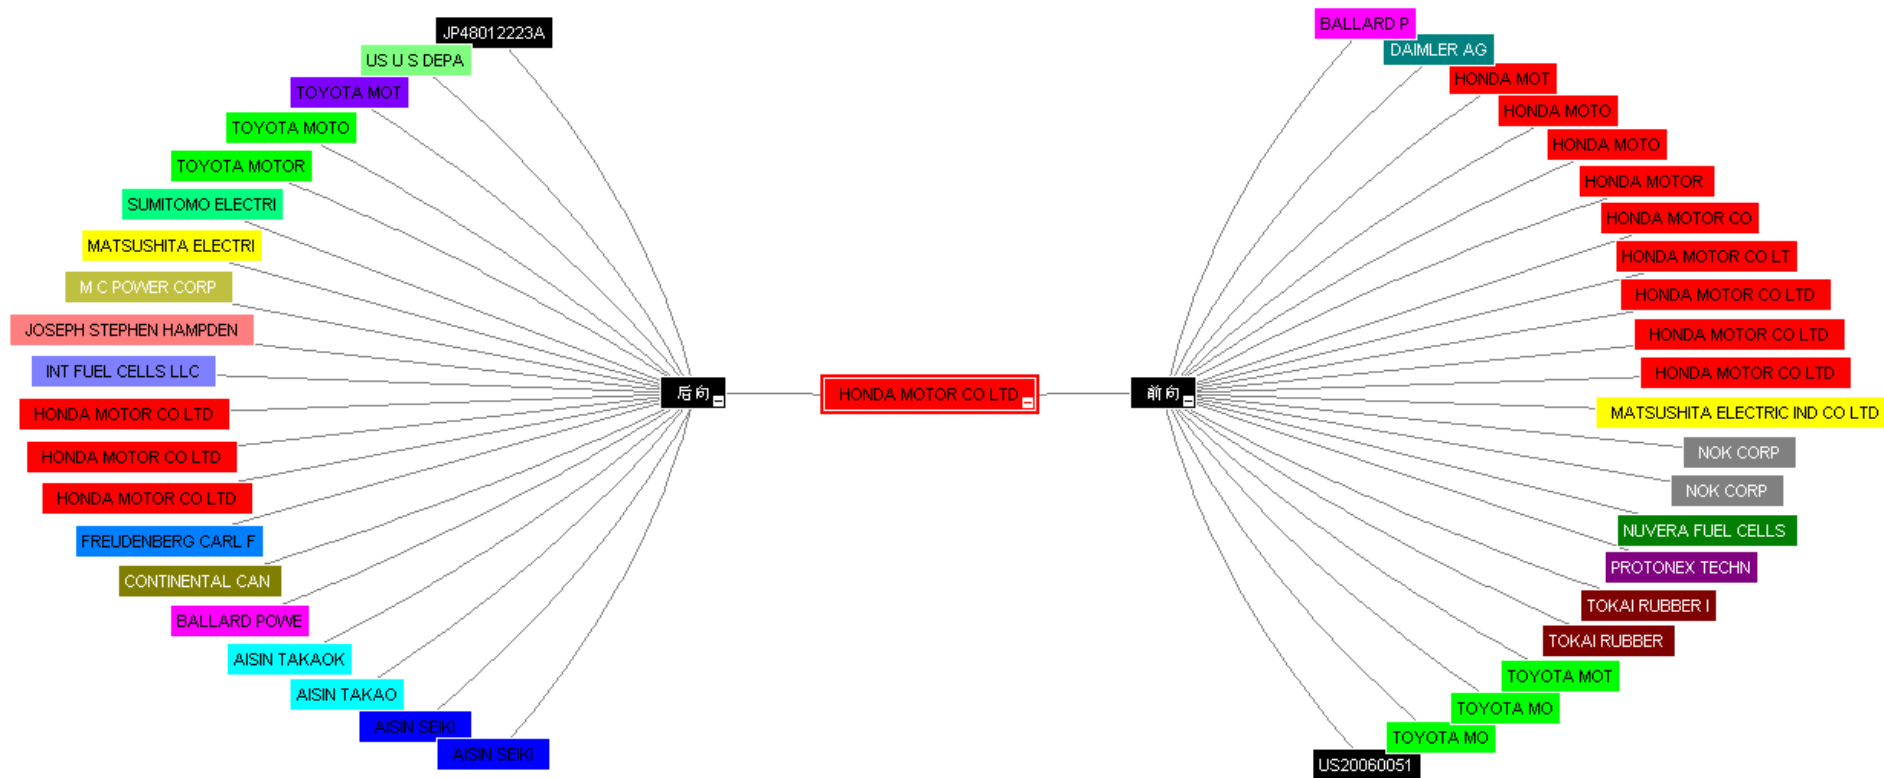 JP48012223A
US U S DEPA
TOYOTA MOT
TOYOTA MOTO
TOYOTA MOTOR
SUMITOMO ELECTRI
MATSUSHITA ELECTRI
M C POWER CORP
JOSEPH STEPHEN HAMPDEN
INT FUEL CELLS LLC
HONDA MOTOR CO LTD
HONDA MOTOR CO LTD
HONDA MOTOR CO LTD
FREUDENBERG CARL F
CONTINENTAL CAN
BALLARD POWE
AISIN TAKAOK
AISIN TAKAO
AISIN SEIKI
AISIN SEIKI
后向
HONDA MOTOR CO LTD
前向
BALLARD P
DAIMLER AG
HONDA MOT
HONDA MOTO
HONDA MOTO
HONDA MOTOR
HONDA MOTOR CO
HONDA MOTOR CO LT
HONDA MOTOR CO LTD
HONDA MOTOR CO LTD
HONDA MOTOR CO LTD
MATSUSHITA ELECTRIC IND CO LTD
NOK CORP
NOK CORP
NUVERA FUEL CELLS
PROTONEX TECHN
TOKAI RUBBER I
TOKAI RUBBER
TOYOTA MOT
TOYOTA MO
TOYOTA MO
US20060051